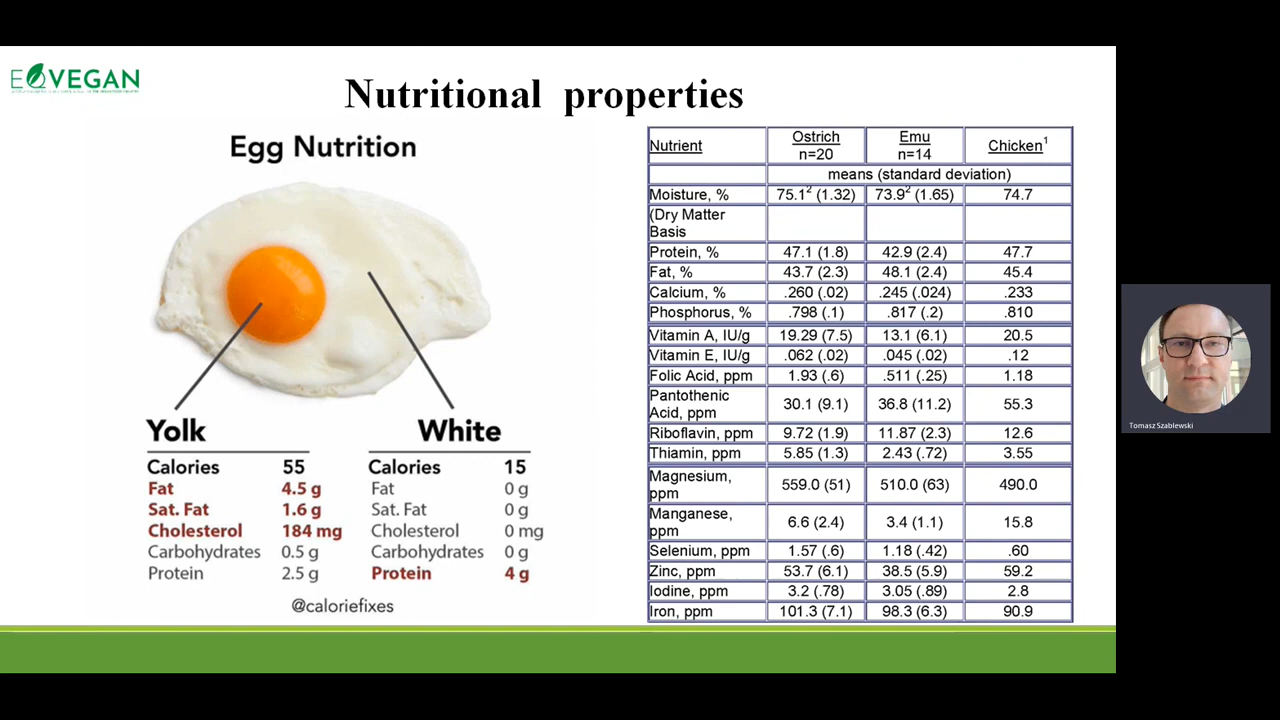 EQVEGAN
Nutritional properties
Egg Nutrition
Yolk
Calories 55
Fat 4.5 g
Sat. Fat 1.6 g
Cholesterol 184 mg
Carbohydrates 0.5 g
Protein 2.5 g
White
Calories 15
Fat 0 g
Sat. Fat 0 g
Cholesterol 0 mg
Carbohydrates 0 g
Protein 4 g
@caloriefixes
Nutrient Ostrich n=20 Emu n=14 Chicken¹
means (standard deviation)
Moisture, % 75.1² (1.32) 73.9² (1.65) 74.7
(Dry Matter
Basis
Protein, % 47.1 (1.8) 42.9 (2.4) 47.7
Fat, % 43.7 (2.3) 48.1 (2.4) 45.4
Calcium, % .260 (.02) .245 (.024) .233
Phosphorus, % .798 (.1) .817 (.2) .810
Vitamin A, IU/g 19.29 (7.5) 13.1 (6.1) 20.5
Vitamin E, IU/g .062 (.02) .045 (.02) .12
Folic Acid, ppm 1.93 (.6) .511 (.25) 1.18
Pantothenic
Acid, ppm 30.1 (9.1) 36.8 (11.2) 55.3
Riboflavin, ppm 9.72 (1.9) 11.87 (2.3) 12.6
Thiamin, ppm 5.85 (1.3) 2.43 (.72) 3.55
Magnesium,
ppm 559.0 (51) 510.0 (63) 490.0
Manganese,
ppm 6.6 (2.4) 3.4 (1.1) 15.8
Selenium, ppm 1.57 (.6) 1.18 (.42) .60
Zinc, ppm 53.7 (6.1) 38.5 (5.9) 59.2
Iodine, ppm 3.2 (.78) 3.05 (.89) 2.8
Iron, ppm 101.3 (7.1) 98.3 (6.3) 90.9
Tomasz Szablewski